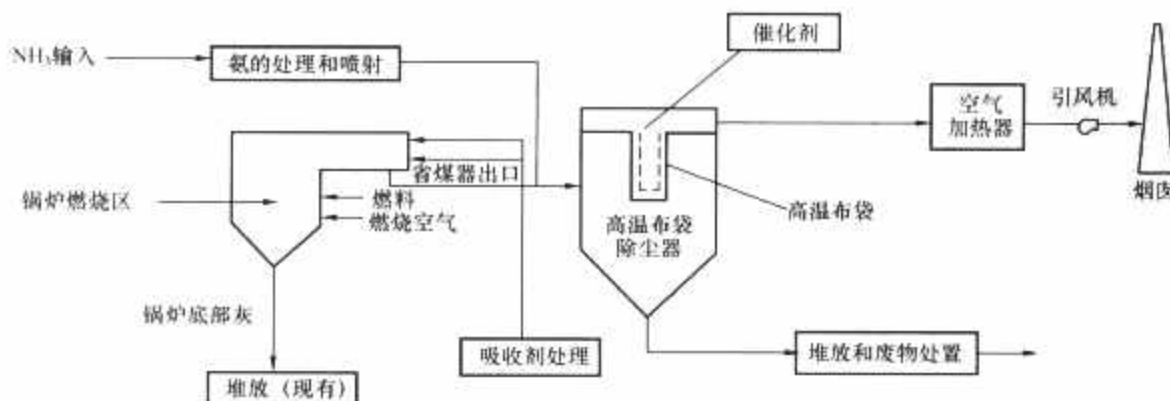 催化剂
NH₃输入
氨的处理和喷射
空气
加热器
引风机
省煤器出口
锅炉燃烧区
燃料
燃烧空气
高温布袋
除尘器
高温布袋
烟囱
锅炉底部灰
吸收剂处理
堆放和废物处置
堆放（现有）